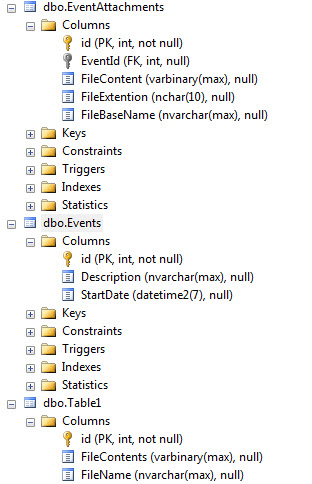 dbo.EventAttachments
Columns
id (PK, int, not null)
EventId (FK, int, null)
FileContent (varbinary(max), null)
FileExtention (nchar(10), null)
FileBaseName (nvarchar(max), null)
Keys
Constraints
Triggers
Indexes
Statistics
dbo.Events
Columns
id (PK, int, not null)
Description (nvarchar(max), null)
StartDate (datetime2(7), null)
Keys
Constraints
Triggers
Indexes
Statistics
dbo.Table1
Columns
id (PK, int, not null)
FileContents (varbinary(max), null)
FileName (nvarchar(max), null)